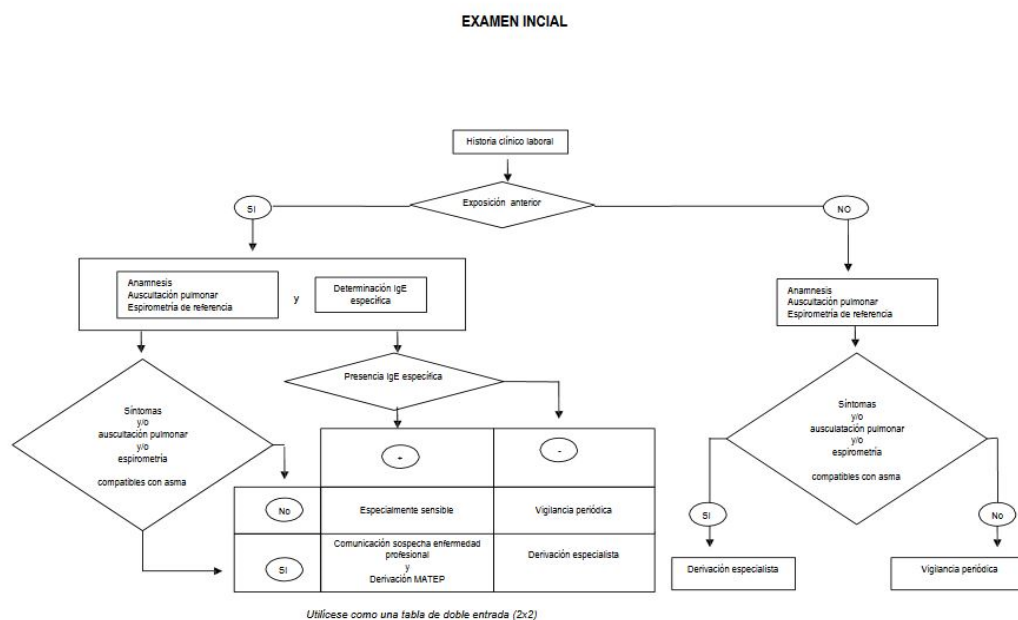 EXAMEN INCIAL
Historia clínico laboral
Exposición anterior
SI
NO
Anamnesis
Auscultación pulmonar
Espirometría de referencia
y
Determinación IgE
específica
Anamnesis
Auscultación pulmonar
Espirometría de referencia
Presencia IgE específica
Síntomas
y/o
auscultación pulmonar
y/o
espirometría
compatibles con asma
Síntomas
y/o
ausculatación pulmonar
y/o
espirometría
compatibles con asma
+
-
No
Especialmente sensible
Vigilancia periódica
SI
Comunicación sospecha enfermedad
profesional
y
Derivación MATEP
Derivación especialista
SI
No
Derivación especialista
Vigilancia periódica
Utilícese como una tabla de doble entrada (2x2)